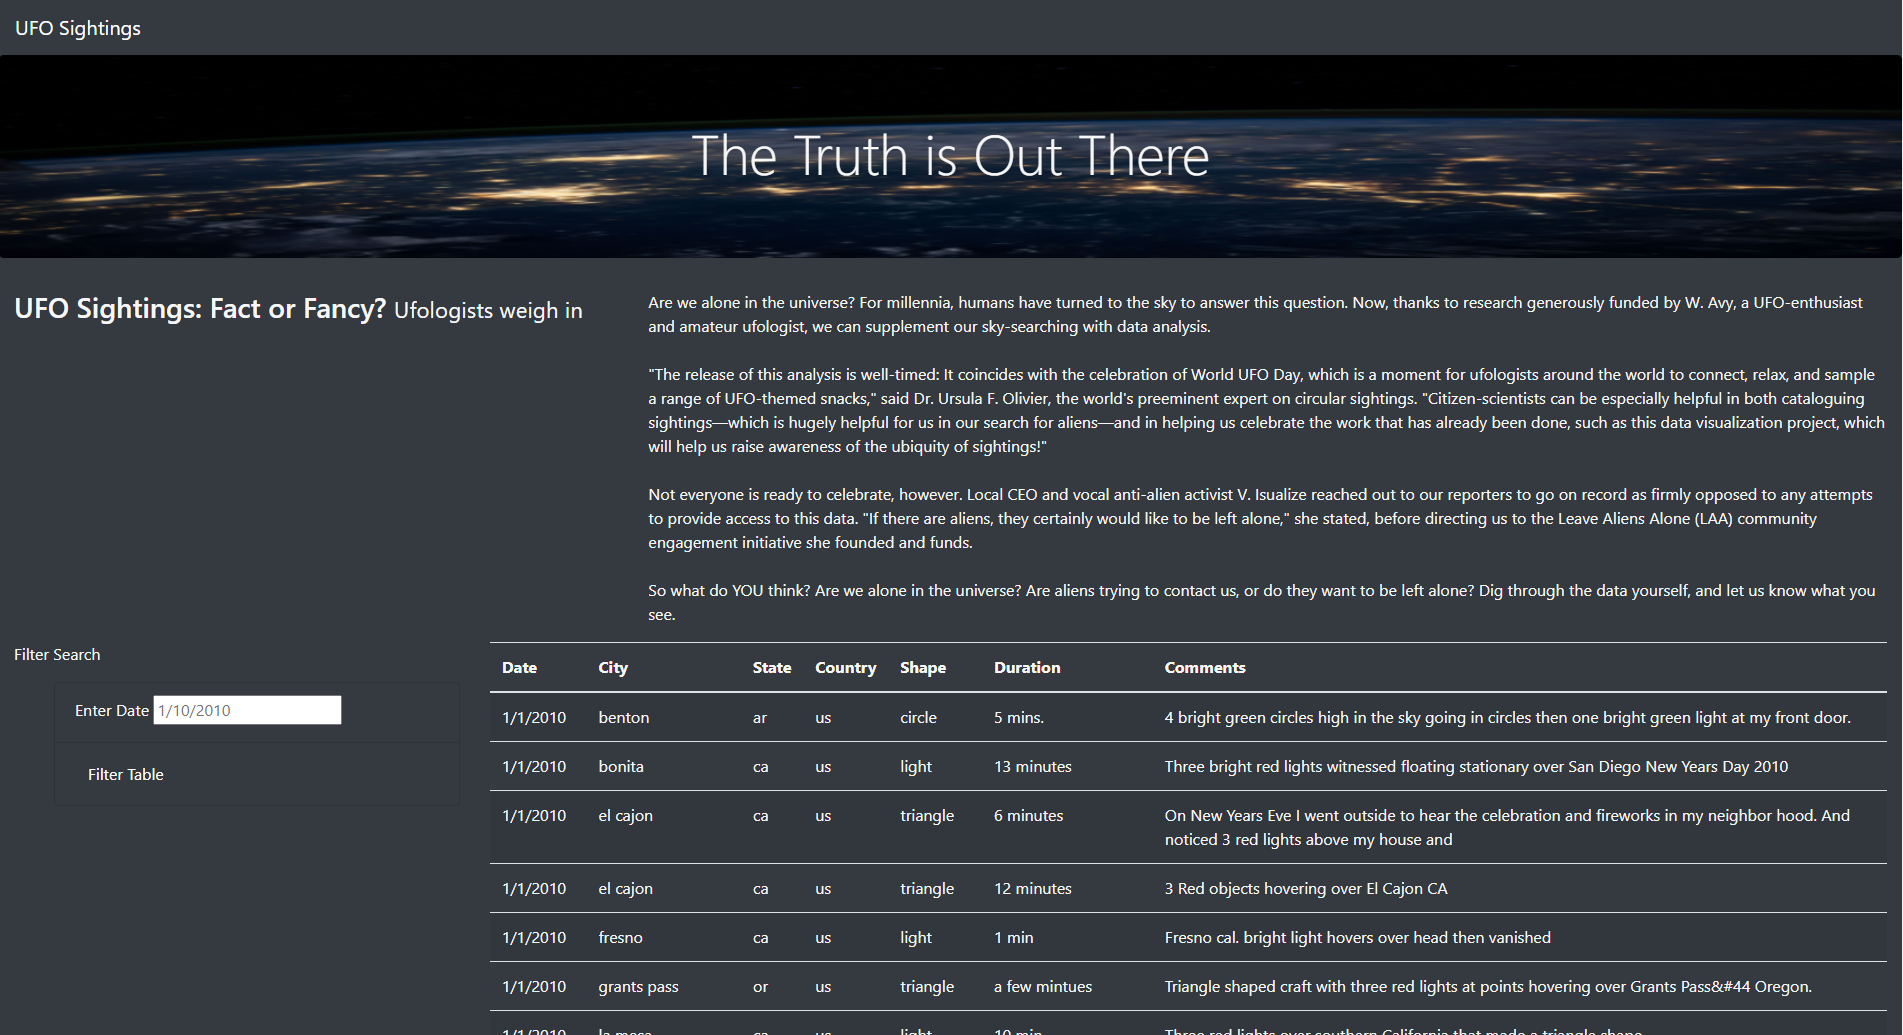 UFO Sightings
The Truth is Out There
UFO Sightings: Fact or Fancy? Ufologists weigh in
Are we alone in the universe? For millennia, humans have turned to the sky to answer this question. Now, thanks to research generously funded by W. Avy, a UFO-enthusiast
and amateur ufologist, we can supplement our sky-searching with data analysis.
"The release of this analysis is well-timed: It coincides with the celebration of World UFO Day, which is a moment for ufologists around the world to connect, relax, and sample
a range of UFO-themed snacks," said Dr. Ursula F. Olivier, the world's preeminent expert on circular sightings. "Citizen-scientists can be especially helpful in both cataloguing
sightings—which is hugely helpful for us in our search for aliens—and in helping us celebrate the work that has already been done, such as this data visualization project, which
will help us raise awareness of the ubiquity of sightings!"
Not everyone is ready to celebrate, however. Local CEO and vocal anti-alien activist V. Isualize reached out to our reporters to go on record as firmly opposed to any attempts
to provide access to this data. "If there are aliens, they certainly would like to be left alone," she stated, before directing us to the Leave Aliens Alone (LAA) community
engagement initiative she founded and funds.
So what do YOU think? Are we alone in the universe? Are aliens trying to contact us, or do they want to be left alone? Dig through the data yourself, and let us know what you
see.
Filter Search
Enter Date 1/10/2010
Filter Table
Date City State Country Shape Duration Comments
1/1/2010 benton ar us circle 5 mins. 4 bright green circles high in the sky going in circles then one bright green light at my front door.
1/1/2010 bonita ca us light 13 minutes Three bright red lights witnessed floating stationary over San Diego New Years Day 2010
1/1/2010 el cajon ca us triangle 6 minutes On New Years Eve I went outside to hear the celebration and fireworks in my neighbor hood. And
noticed 3 red lights above my house and
1/1/2010 el cajon ca us triangle 12 minutes 3 Red objects hovering over El Cajon CA
1/1/2010 fresno ca us light 1 min Fresno cal. bright light hovers over head then vanished
1/1/2010 grants pass or us triangle a few mintues Triangle shaped craft with three red lights at points hovering over Grants Pass&#44 Oregon.
1/1/2010 la mesa ca us light 10 min Three red lights over southern California that made a triangle shape